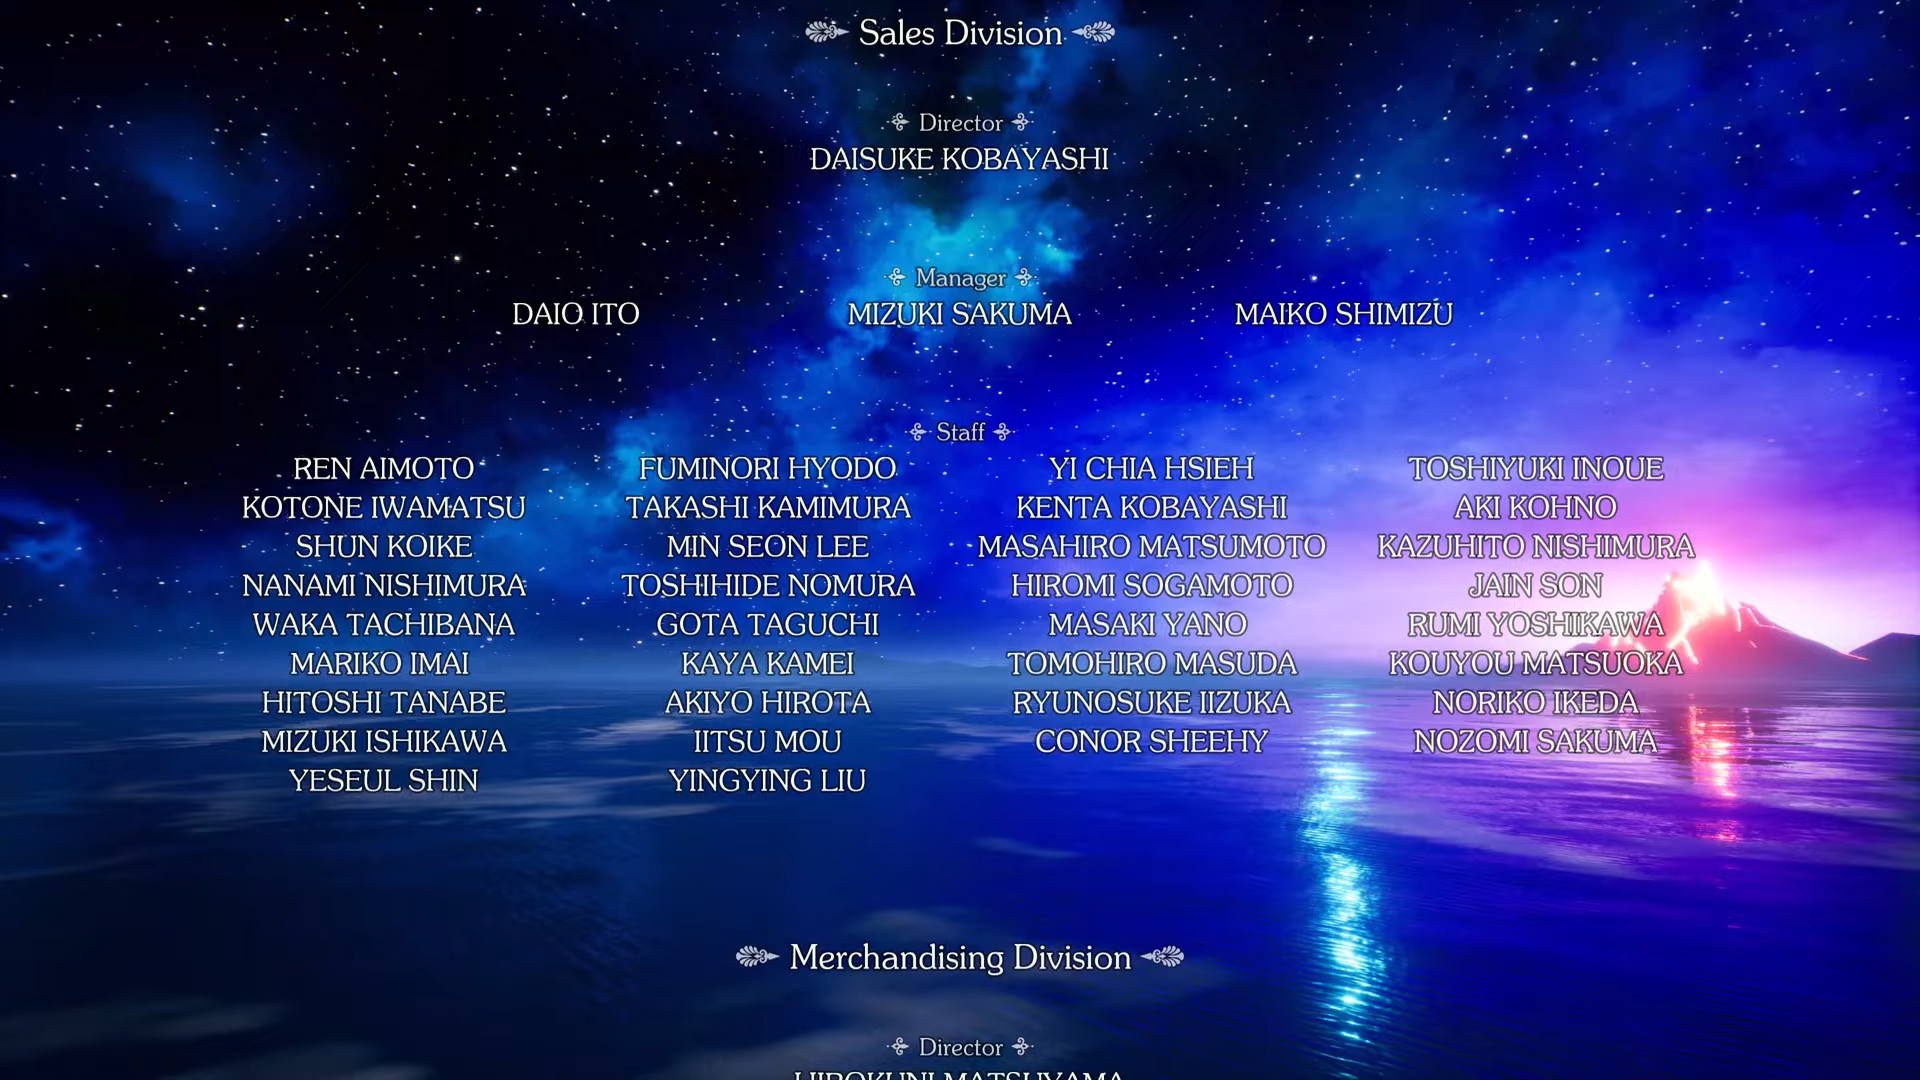 Sales Division
Director
DAISUKE KOBAYASHI
Manager
DAIO ITO MIZUKI SAKUMA MAIKO SHIMIZU
Staff
REN AIMOTO FUMINORI HYODO YI CHIA HSIEH TOSHIYUKI INOUE
KOTONE IWAMATSU TAKASHI KAMIMURA KENTA KOBAYASHI AKI KOHNO
SHUN KOIKE MIN SEON LEE MASAHIRO MATSUMOTO KAZUHITO NISHIMURA
NANAMI NISHIMURA TOSHIHIDE NOMURA HIROMI SOGAMOTO JAIN SON
WAKA TACHIBANA GOTA TAGUCHI MASAKI YANO RUMI YOSHIKAWA
MARIKO IMAI KAYA KAMEI TOMOHIRO MASUDA KOUYOU MATSUOKA
HITOSHI TANABE AKIYO HIROTA RYUNOSUKE IIZUKA NORIKO IKEDA
MIZUKI ISHIKAWA IITSU MOU CONOR SHEEHY NOZOMI SAKUMA
YESEUL SHIN YINGYING LIU
Merchandising Division
Director
HIROKUNI MATSUYAMA